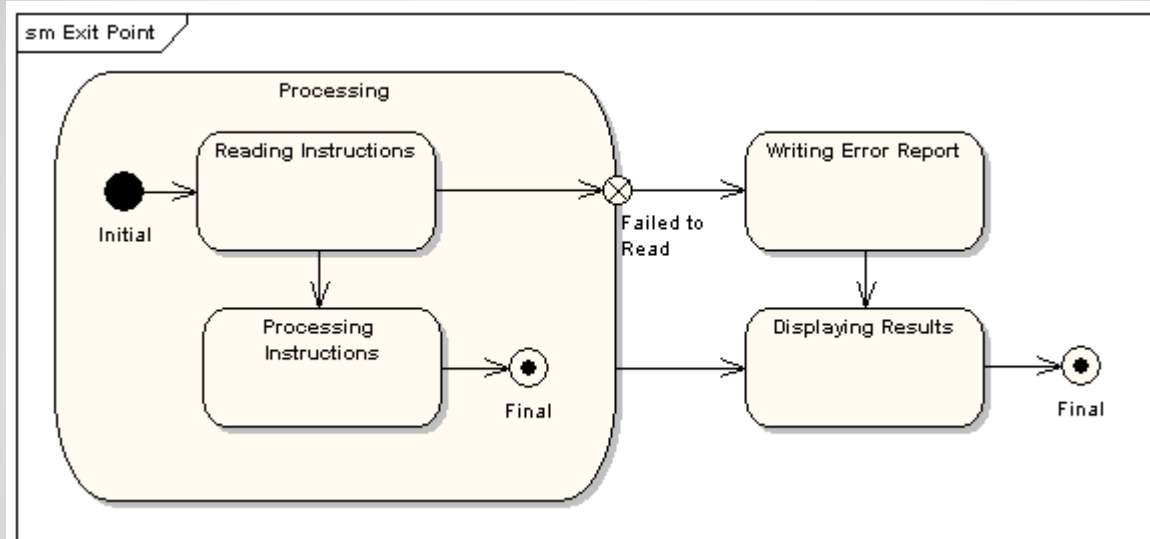 sm Exit Point
Processing
Reading Instructions
Writing Error Report
Initial
Failed to
Read
Processing
Instructions
Displaying Results
Final
Final